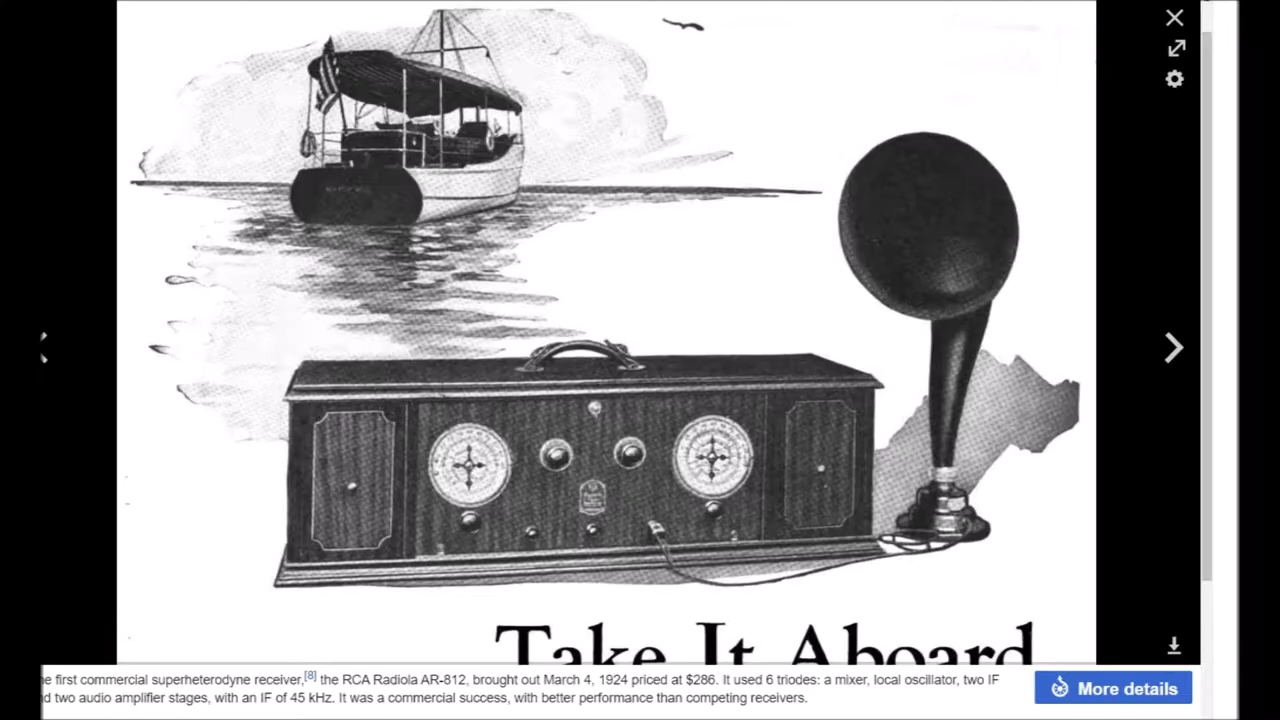 Take It Aboard
e first commercial superheterodyne receiver,[8] the RCA Radiola AR-812, brought out March 4, 1924 priced at $286. It used 6 triodes: a mixer, local oscillator, two IF
d two audio amplifier stages, with an IF of 45 kHz. It was a commercial success, with better performance than competing receivers.
More details